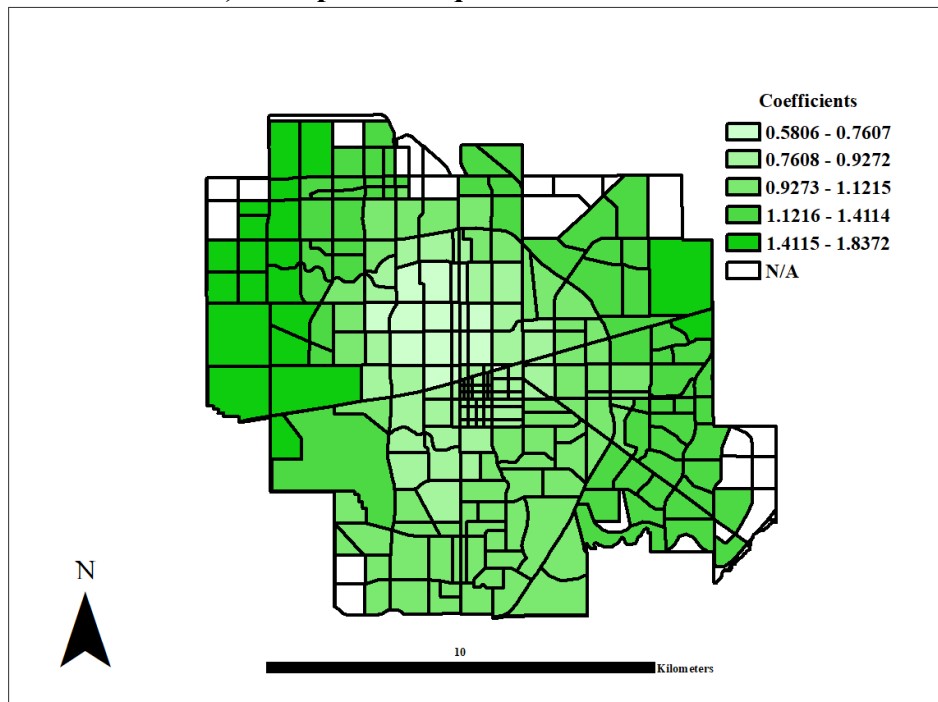 Coefficients
0.5806 - 0.7607
0.7608 - 0.9272
0.9273 - 1.1215
1.1216 - 1.4114
1.4115 - 1.8372
N/A
N
10
Kilometers